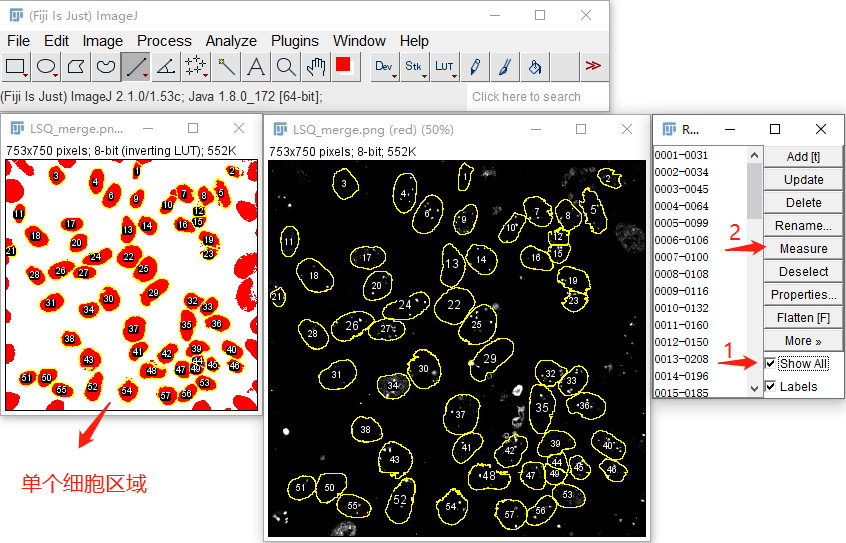 (Fiji Is Just) ImageJ
File Edit Image Process Analyze Plugins Window Help
Dev Stk LUT
(Fiji Is Just) ImageJ 2.1.0/1.53c; Java 1.8.0_172 [64-bit];
Click here to search
LSQ_merge.pn...
753x750 pixels; 8-bit (inverting LUT); 552K
1 2 3 4 5 6 7 8 9 10 11 12 13 14 15 16 17 18 19 20 21 22 23 24 25 26 27 28 29 30 31 32 33 34 35 36 37 38 39 40 41 42 43 44 45 46 47 48 49 50 51 52 53 54 55 56 57
单个细胞区域
LSQ_merge.png (red) (50%)
753x750 pixels; 8-bit; 552K
1 2 3 4 5 6 7 8 9 10 11 12 13 14 15 16 17 18 19 20 21 22 23 24 25 26 27 28 29 30 31 32 33 34 35 36 37 38 39 40 41 42 43 44 45 46 47 48 49 50 51 52 53 54 55 56 57
R...
0001-0031
0002-0034
0003-0045
0004-0064
0005-0099
0006-0106
0007-0100
0008-0108
0009-0116
0010-0132
0011-0160
0012-0150
0013-0208
0014-0196
0015-0185
Add [t]
Update
Delete
Rename...
2
Measure
Deselect
Properties...
Flatten [F]
More »
1
Show All
Labels